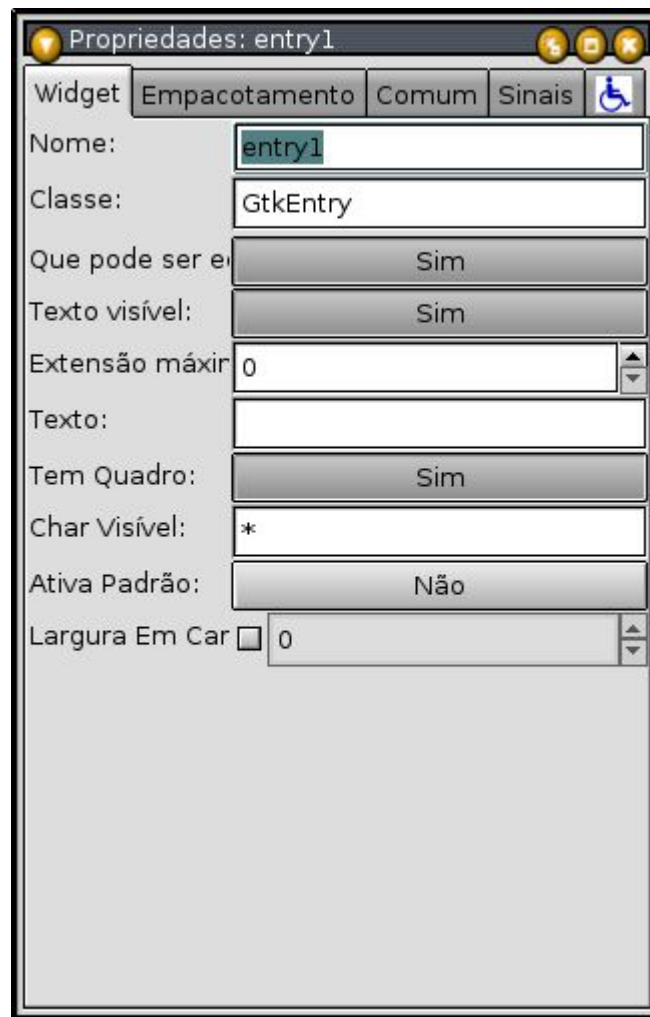 Propriedades: entry1
Widget Empacotamento Comum Sinais
Nome: entry1
Classe: GtkEntry
Que pode ser e Sim
Texto visível: Sim
Extensão máxir 0
Texto:
Tem Quadro: Sim
Char Visível: *
Ativa Padrão: Não
Largura Em Car 0